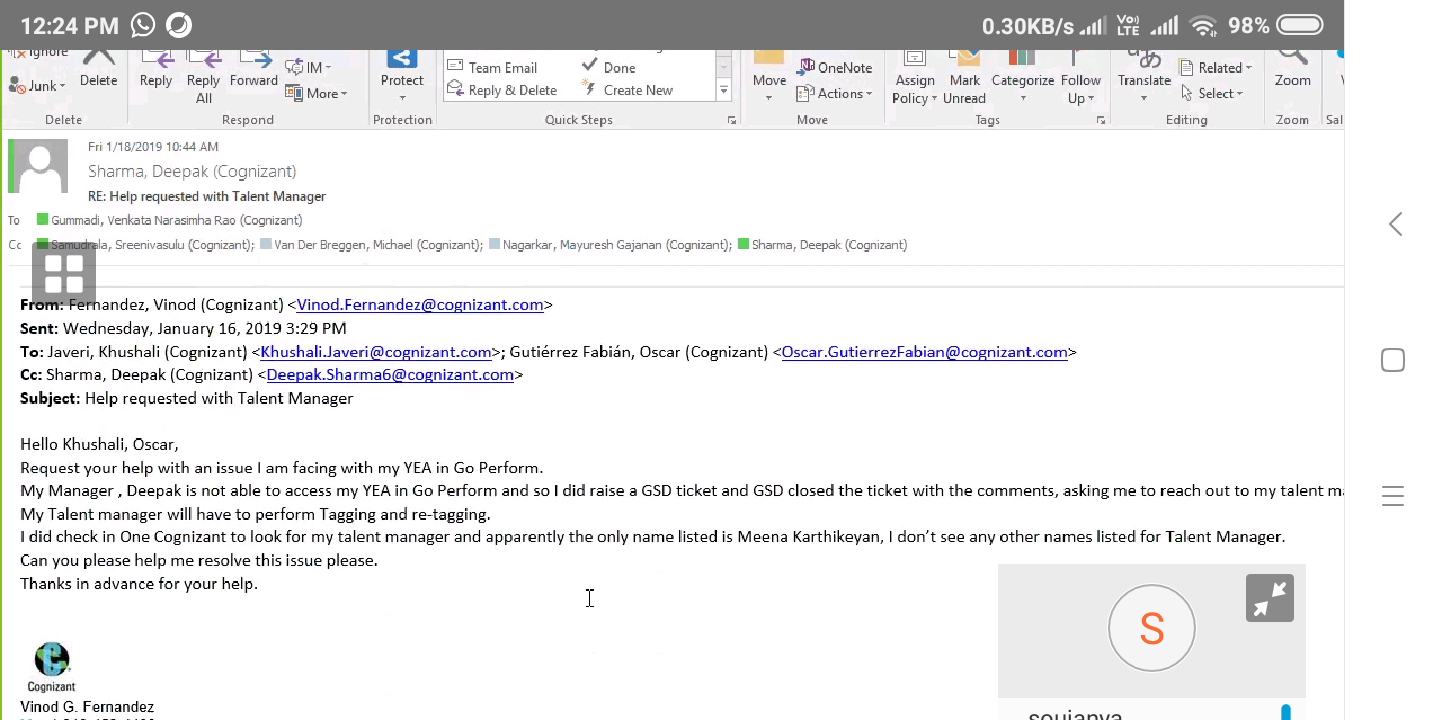 12:24 PM 0.30KB/s Vo) LTE 98%
Ignore
Junk Delete Reply Reply All Forward IM More Protect Team Email Reply & Delete Done Create New Move OneNote Actions Assign Policy Mark Unread Categorize Follow Up Translate Related Select Zoom
Delete Respond Protection Quick Steps Move Tags Editing Zoom Sal
Fri 1/18/2019 10:44 AM
Sharma, Deepak (Cognizant)
RE: Help requested with Talent Manager
To Gummadi, Venkata Narasimha Rao (Cognizant)
Cc Samudrala, Sreenivasulu (Cognizant); Van Der Breggen, Michael (Cognizant); Nagarkar, Mayuresh Gajanan (Cognizant); Sharma, Deepak (Cognizant)
From: Fernandez, Vinod (Cognizant) <Vinod.Fernandez@cognizant.com>
Sent: Wednesday, January 16, 2019 3:29 PM
To: Javeri, Khushali (Cognizant) <Khushali.Javeri@cognizant.com>; Gutiérrez Fabián, Oscar (Cognizant) <Oscar.GutierrezFabian@cognizant.com>
Cc: Sharma, Deepak (Cognizant) <Deepak.Sharma6@cognizant.com>
Subject: Help requested with Talent Manager
Hello Khushali, Oscar,
Request your help with an issue I am facing with my YEA in Go Perform.
My Manager , Deepak is not able to access my YEA in Go Perform and so I did raise a GSD ticket and GSD closed the ticket with the comments, asking me to reach out to my talent m
My Talent manager will have to perform Tagging and re-tagging.
I did check in One Cognizant to look for my talent manager and apparently the only name listed is Meena Karthikeyan, I don't see any other names listed for Talent Manager.
Can you please help me resolve this issue please.
Thanks in advance for your help.
S
Cognizant
Vinod G. Fernandez
soujanya